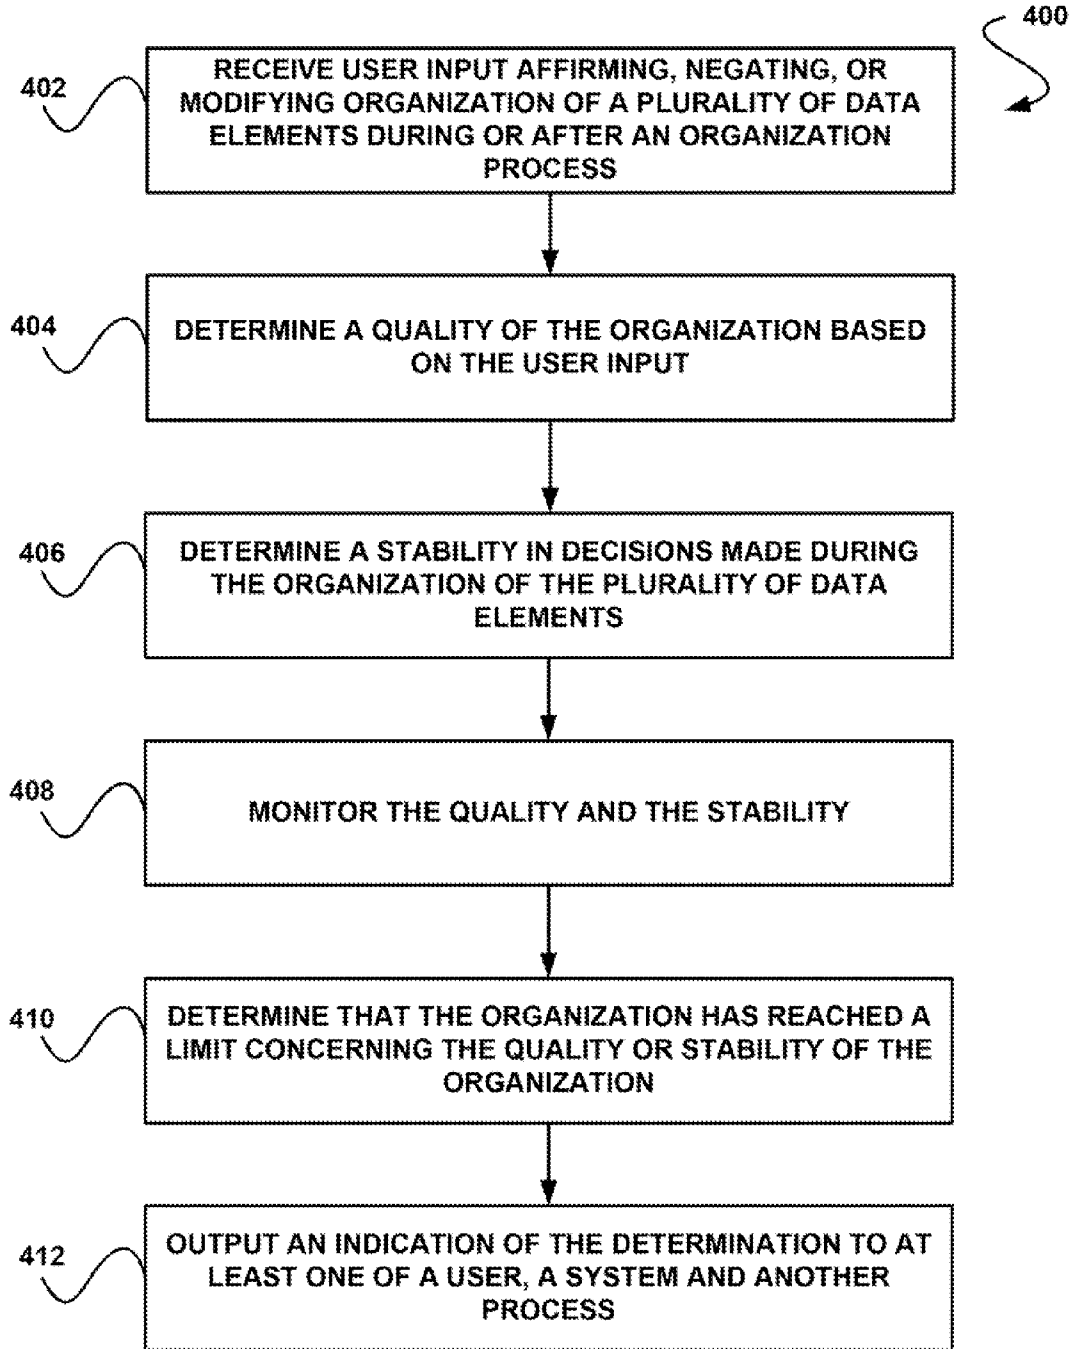 400
402
RECEIVE USER INPUT AFFIRMING, NEGATING, OR
MODIFYING ORGANIZATION OF A PLURALITY OF DATA
ELEMENTS DURING OR AFTER AN ORGANIZATION
PROCESS
404
DETERMINE A QUALITY OF THE ORGANIZATION BASED
ON THE USER INPUT
406
DETERMINE A STABILITY IN DECISIONS MADE DURING
THE ORGANIZATION OF THE PLURALITY OF DATA
ELEMENTS
408
MONITOR THE QUALITY AND THE STABILITY
410
DETERMINE THAT THE ORGANIZATION HAS REACHED A
LIMIT CONCERNING THE QUALITY OR STABILITY OF THE
ORGANIZATION
412
OUTPUT AN INDICATION OF THE DETERMINATION TO AT
LEAST ONE OF A USER, A SYSTEM AND ANOTHER
PROCESS